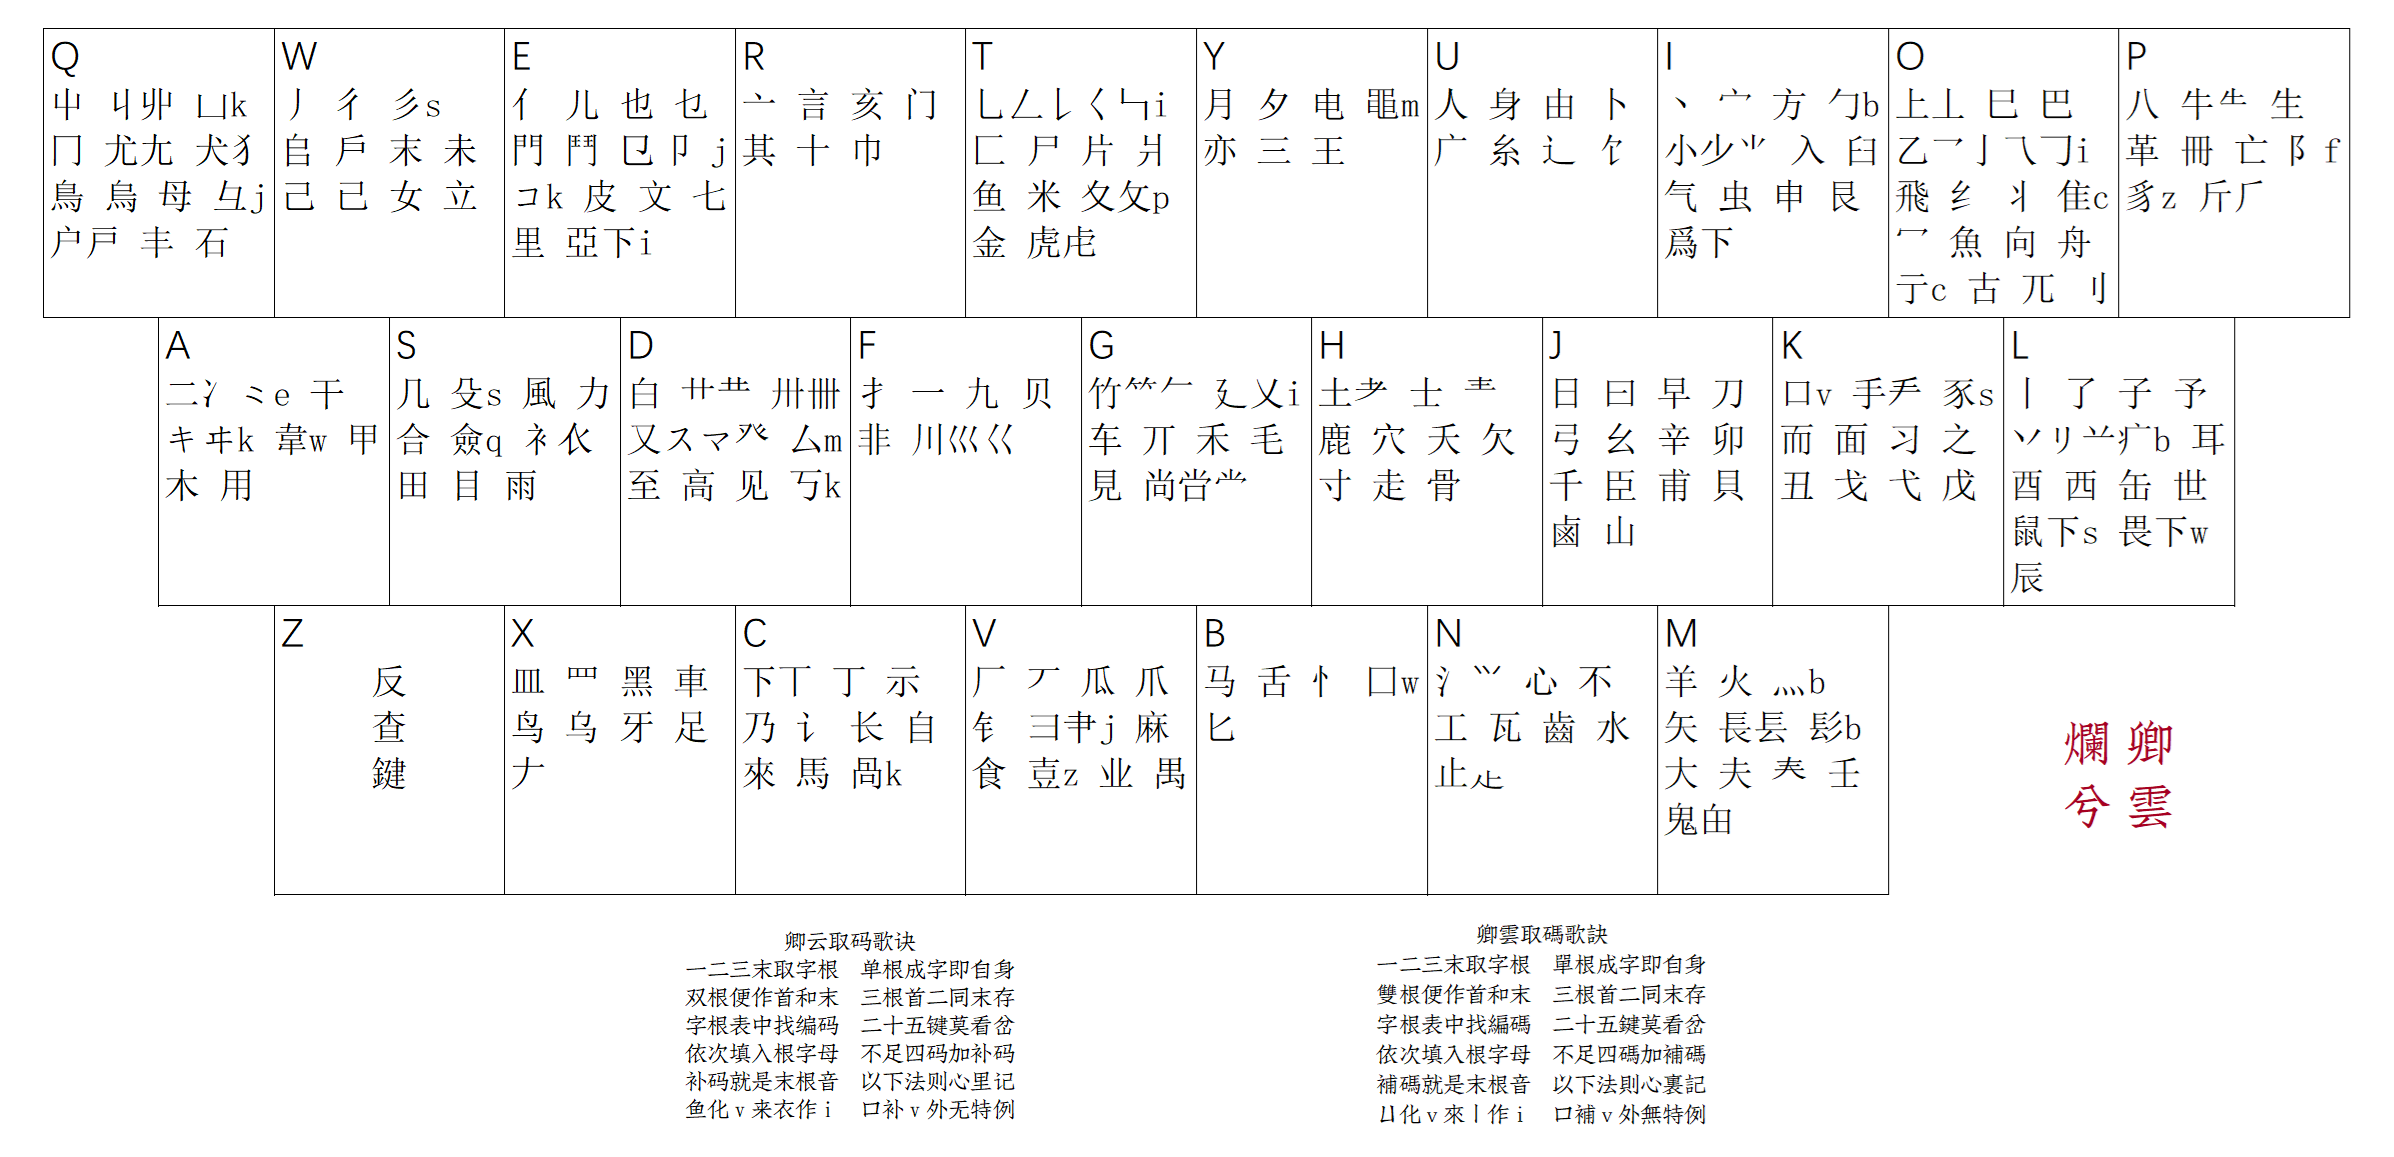 Q
屮 丩丱 凵k
冂 尤尢 犬犭
鳥 烏 母 彑j
户戸 丰 石
W
丿 彳 彡s
𠂤 戶 末 未
己 已 女 立
E
亻 儿 也 乜
門 鬥 㔾 卩 j
コk 皮 文 七
里 亞下i
R
亠 言 亥 门
其 十 巾
T
乚𠃋𠄌く𠃑i
匚 尸 片 爿
鱼 米 夂攵p
金 虎虍
Y
月 夕 电 黽m
亦 三 王
U
人 身 由 卜
广 糸 辶 饣
I
丶 宀 方 勹b
小少⺌ 入 臼
气 虫 申 艮
爲下
O
上丄 巳 巴
乙乛亅⺄𠃌i
飛 纟 丬 隹c
冖 魚 向 舟
亍c 古 兀 刂
P
八 牛⺧ 生
革 冊 亡 阝f
豸z 斤𠂆
A
二冫⺀e 干
キヰk 韋w 甲
木 用
S
几 殳s 風 力
合 僉q 衤衣
田 目 雨
D
白 廾龷 卅卌
又スマ癶 厶m
至 高 见 丂k
F
扌 一 九 贝
非 川巛巜
G
竹⺮𠂉 廴乂i
车 丌 禾 毛
見 尚龸⺌
H
土耂 士 龶
鹿 穴 夭 欠
寸 走 骨
J
日 曰 早 刀
弓 幺 辛 卯
千 臣 甫 貝
鹵 山
K
口v 手龵 豕s
而 面 习 之
丑 戈 弋 戊
L
丨 了 子 予
丷リ䒑疒b 耳
酉 西 缶 世
鼠下s 畏下w
辰
Z
反
查
鍵
X
皿 罒 黑 車
鸟 乌 牙 足
𠂇
C
下丅 丁 示
乃 讠 长 自
來 馬 咼k
V
厂 丆 瓜 爪
钅 彐肀j 麻
食 壴z 业 禺
B
马 舌 忄 囗w
匕
N
氵⺍ 心 不
工 瓦 齒 水
止龰
M
羊 火 灬b
矢 長镸 髟b
大 夫 𡗗 壬
鬼甶
卿雲
爛兮
卿云取码歌诀
一二三末取字根 单根成字即自身
双根便作首和末 三根首二同末存
字根表中找编码 二十五键莫看岔
依次填入根字母 不足四码加补码
补码就是末根音 以下法则心里记
鱼化v来衣作i 口补v外无特例
卿雲取碼歌訣
一二三末取字根 單根成字即自身
雙根便作首和末 三根首二同末存
字根表中找編碼 二十五鍵莫看岔
依次填入根字母 不足四碼加補碼
補碼就是末根音 以下法則心裏記
凵化v來丨作i 口補v外無特例